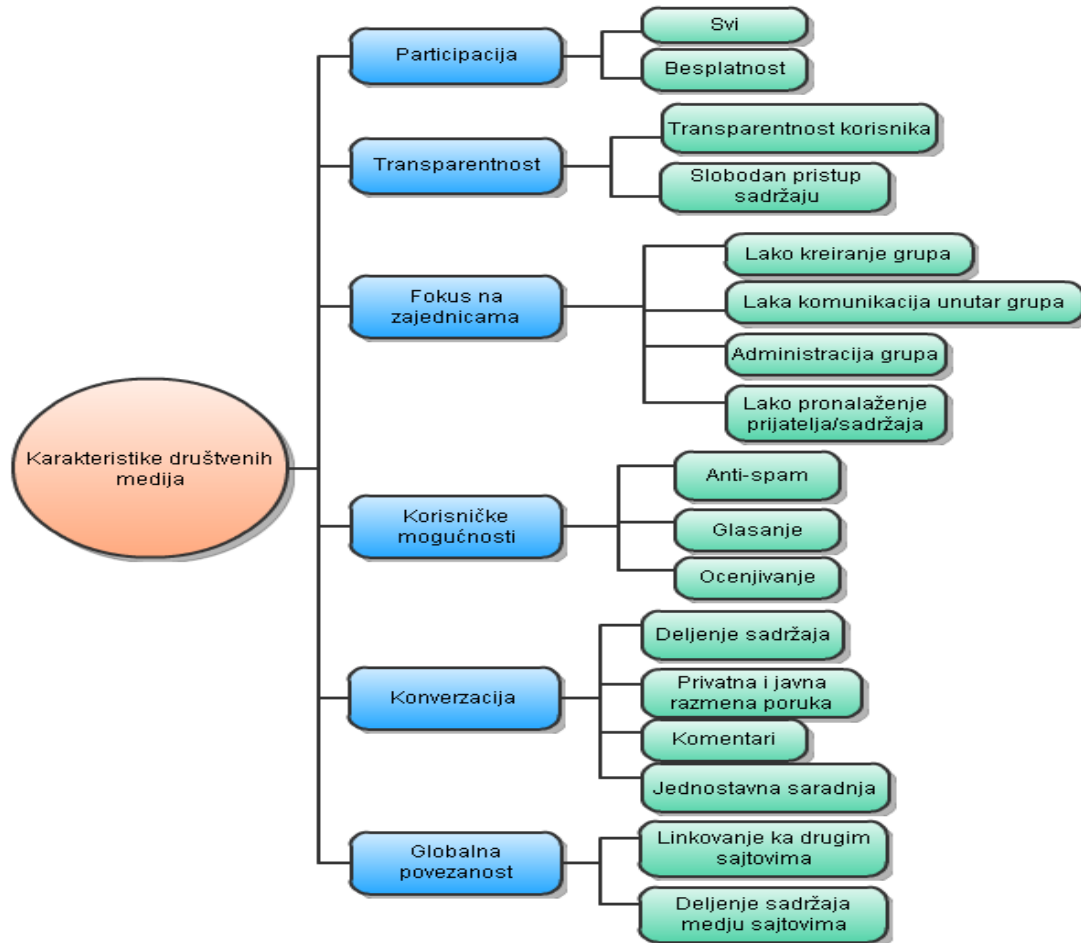 Karakteristike društvenih
medija
Participacija
Svi
Besplatnost
Transparentnost
Transparentnost korisnika
Slobodan pristup
sadržaju
Fokus na
zajednicama
Lako kreiranje grupa
Laka komunikacija unutar grupa
Administracija grupa
Lako pronalaženje
prijatelja/sadržaja
Korisničke
mogućnosti
Anti-spam
Glasanje
Ocenjivanje
Konverzacija
Deljenje sadržaja
Privatna i javna
razmena poruka
Komentari
Jednostavna saradnja
Globalna
povezanost
Linkovanje ka drugim
sajtovima
Deljenje sadržaja
medju sajtovima